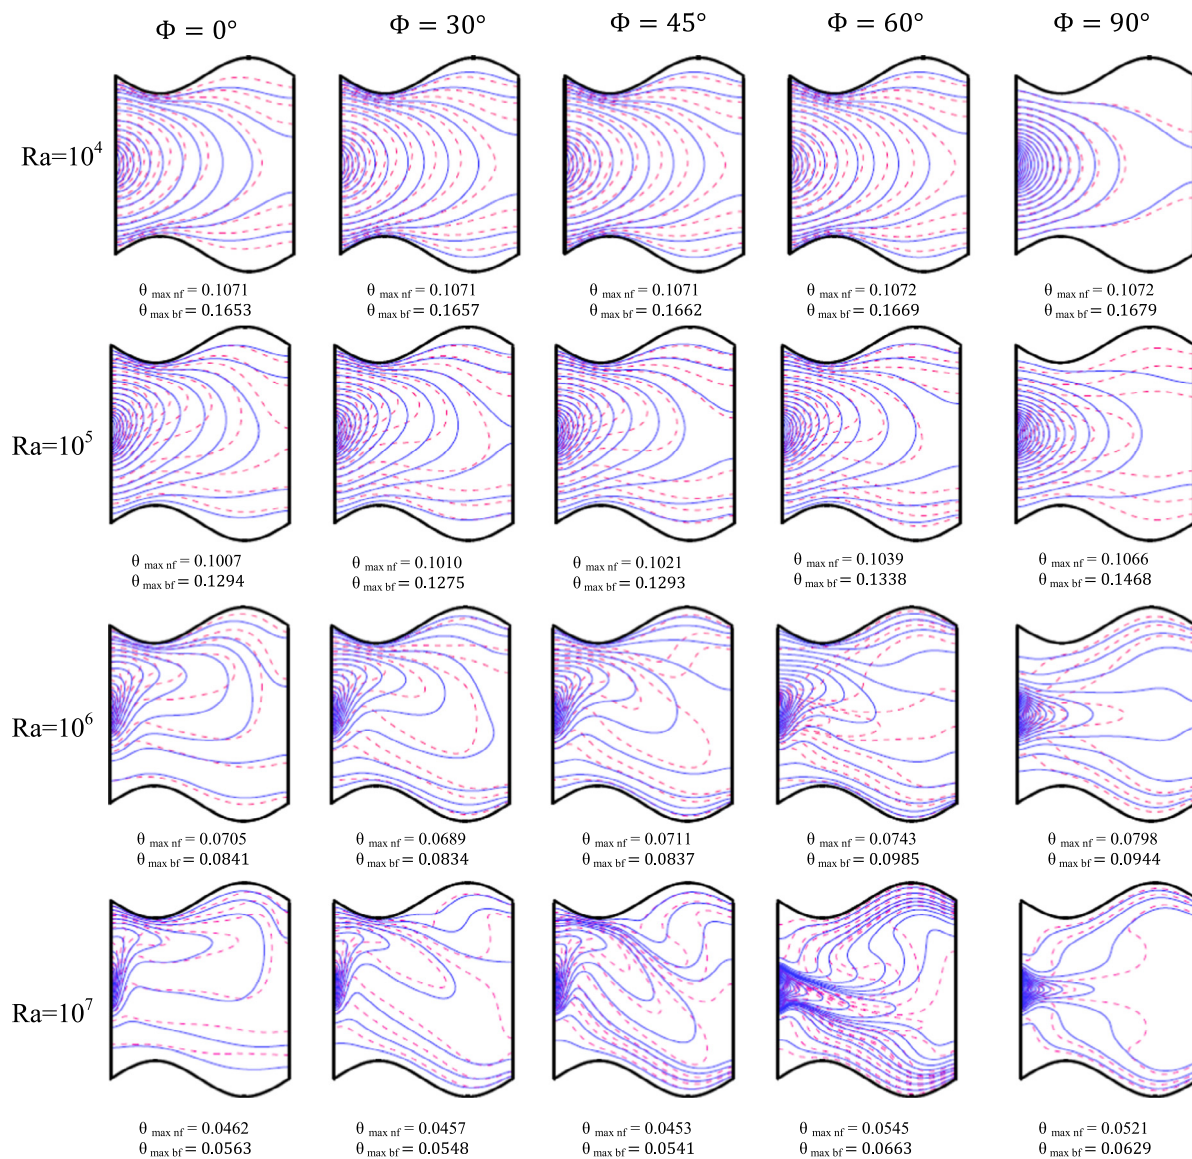 Φ = 0° Φ = 30° Φ = 45° Φ = 60° Φ = 90°
Ra=10⁴
θ max nf = 0.1071 θ max nf = 0.1071 θ max nf = 0.1071 θ max nf = 0.1072 θ max nf = 0.1072
θ max bf = 0.1653 θ max bf = 0.1657 θ max bf = 0.1662 θ max bf = 0.1669 θ max bf = 0.1679
Ra=10⁵
θ max nf = 0.1007 θ max nf = 0.1010 θ max nf = 0.1021 θ max nf = 0.1039 θ max nf = 0.1066
θ max bf = 0.1294 θ max bf = 0.1275 θ max bf = 0.1293 θ max bf = 0.1338 θ max bf = 0.1468
Ra=10⁶
θ max nf = 0.0705 θ max nf = 0.0689 θ max nf = 0.0711 θ max nf = 0.0743 θ max nf = 0.0798
θ max bf = 0.0841 θ max bf = 0.0834 θ max bf = 0.0837 θ max bf = 0.0985 θ max bf = 0.0944
Ra=10⁷
θ max nf = 0.0462 θ max nf = 0.0457 θ max nf = 0.0453 θ max nf = 0.0545 θ max nf = 0.0521
θ max bf = 0.0563 θ max bf = 0.0548 θ max bf = 0.0541 θ max bf = 0.0663 θ max bf = 0.0629